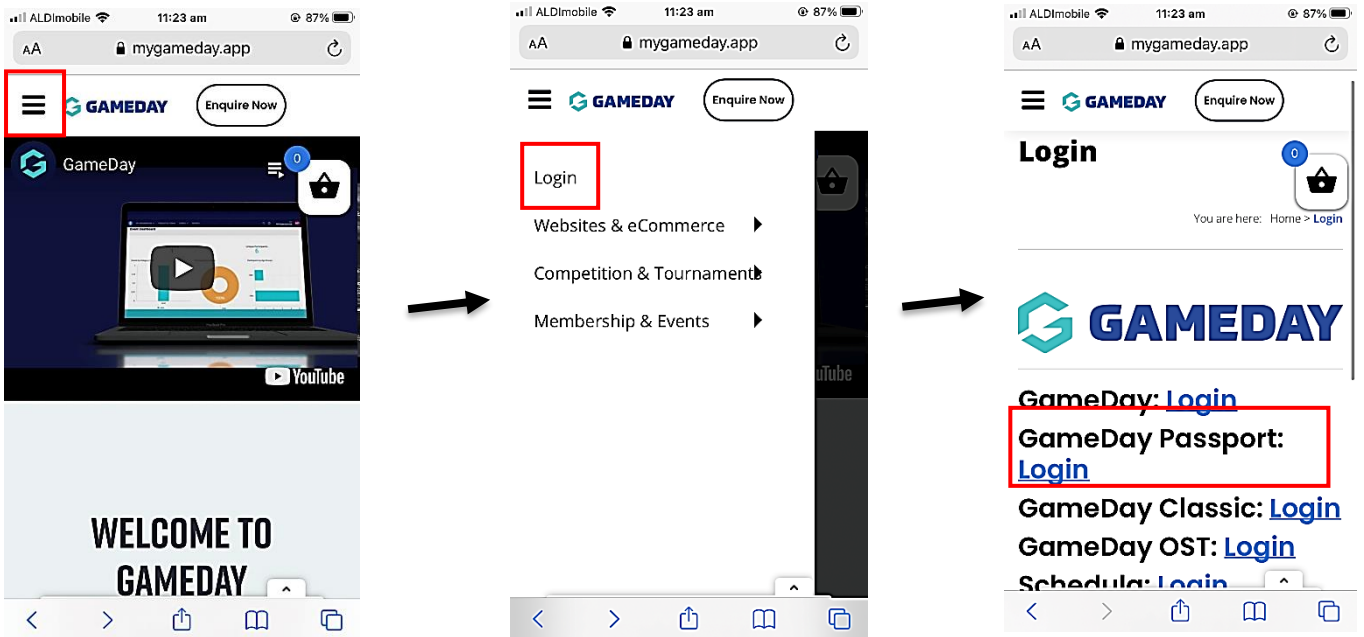 ALDImobile 11:23 am 87%
AA mygameday.app
GAMEDAY Enquire Now
GameDay 0
YouTube
WELCOME TO
GAMEDAY
ALDImobile 11:23 am 87%
AA mygameday.app
GAMEDAY Enquire Now
Login
Websites & eCommerce
Competition & Tournaments
Membership & Events
uTube
ALDImobile 11:23 am 87%
AA mygameday.app
GAMEDAY Enquire Now
Login
0
You are here: Home > Login
GAMEDAY
GameDay: Login
GameDay Passport:
Login
GameDay Classic: Login
GameDay OST: Login
Schedula: Login